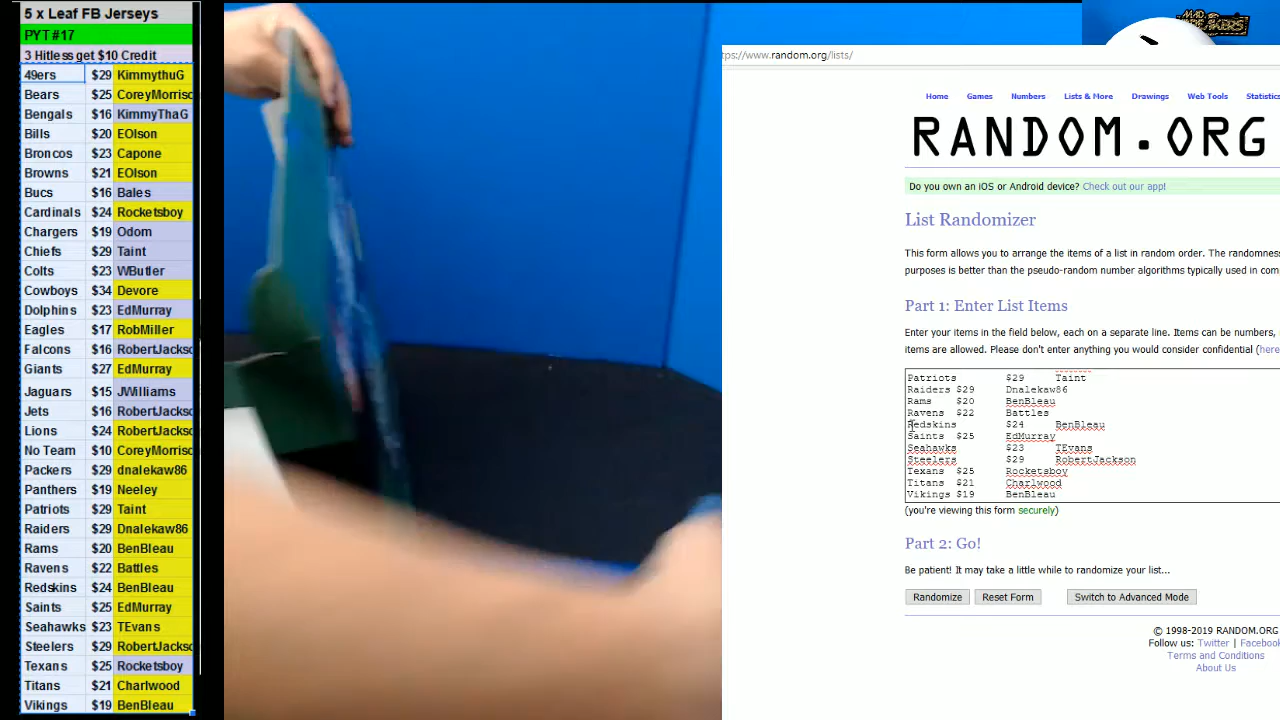 5 x Leaf FB Jerseys
PYT #17
3 Hitless get $10 Credit
49ers $29 KimmythuG
Bears $25 CoreyMorrisc
Bengals $16 KimmyThaG
Bills $20 EOlson
Broncos $23 Capone
Browns $21 EOlson
Bucs $16 Bales
Cardinals $24 Rocketsboy
Chargers $19 Odom
Chiefs $29 Taint
Colts $23 WButler
Cowboys $34 Devore
Dolphins $23 EdMurray
Eagles $17 RobMiller
Falcons $16 RobertJackso
Giants $27 EdMurray
Jaguars $15 JWilliams
Jets $16 RobertJackso
Lions $24 RobertJackso
No Team $10 CoreyMorrisc
Packers $29 dnalekaw86
Panthers $19 Neeley
Patriots $29 Taint
Raiders $29 Dnalekaw86
Rams $20 BenBleau
Ravens $22 Battles
Redskins $24 BenBleau
Saints $25 EdMurray
Seahawks $23 TEvans
Steelers $29 RobertJackso
Texans $25 Rocketsboy
Titans $21 Charlwood
Vikings $19 BenBleau
tps://www.random.org/lists/
Home Games Numbers Lists & More Drawings Web Tools Statistics
RANDOM.ORG
Do you own an iOS or Android device? Check out our app!
List Randomizer
This form allows you to arrange the items of a list in random order. The randomness
purposes is better than the pseudo-random number algorithms typically used in com
Part 1: Enter List Items
Enter your items in the field below, each on a separate line. Items can be numbers,
items are allowed. Please don't enter anything you would consider confidential (here
Patriots $29 Taint
Raiders $29 Dnalekaw86
Rams $20 BenBleau
Ravens $22 Battles
Redskins $24 BenBleau
Saints $25 EdMurray
Seahawks $23 TEvans
Steelers $29 RobertJackson
Texans $25 Rocketsboy
Titans $21 Charlwood
Vikings $19 BenBleau
(you're viewing this form securely)
Part 2: Go!
Be patient! It may take a little while to randomize your list...
Randomize Reset Form Switch to Advanced Mode
© 1998-2019 RANDOM.ORG
Follow us: Twitter | Facebook
Terms and Conditions
About Us